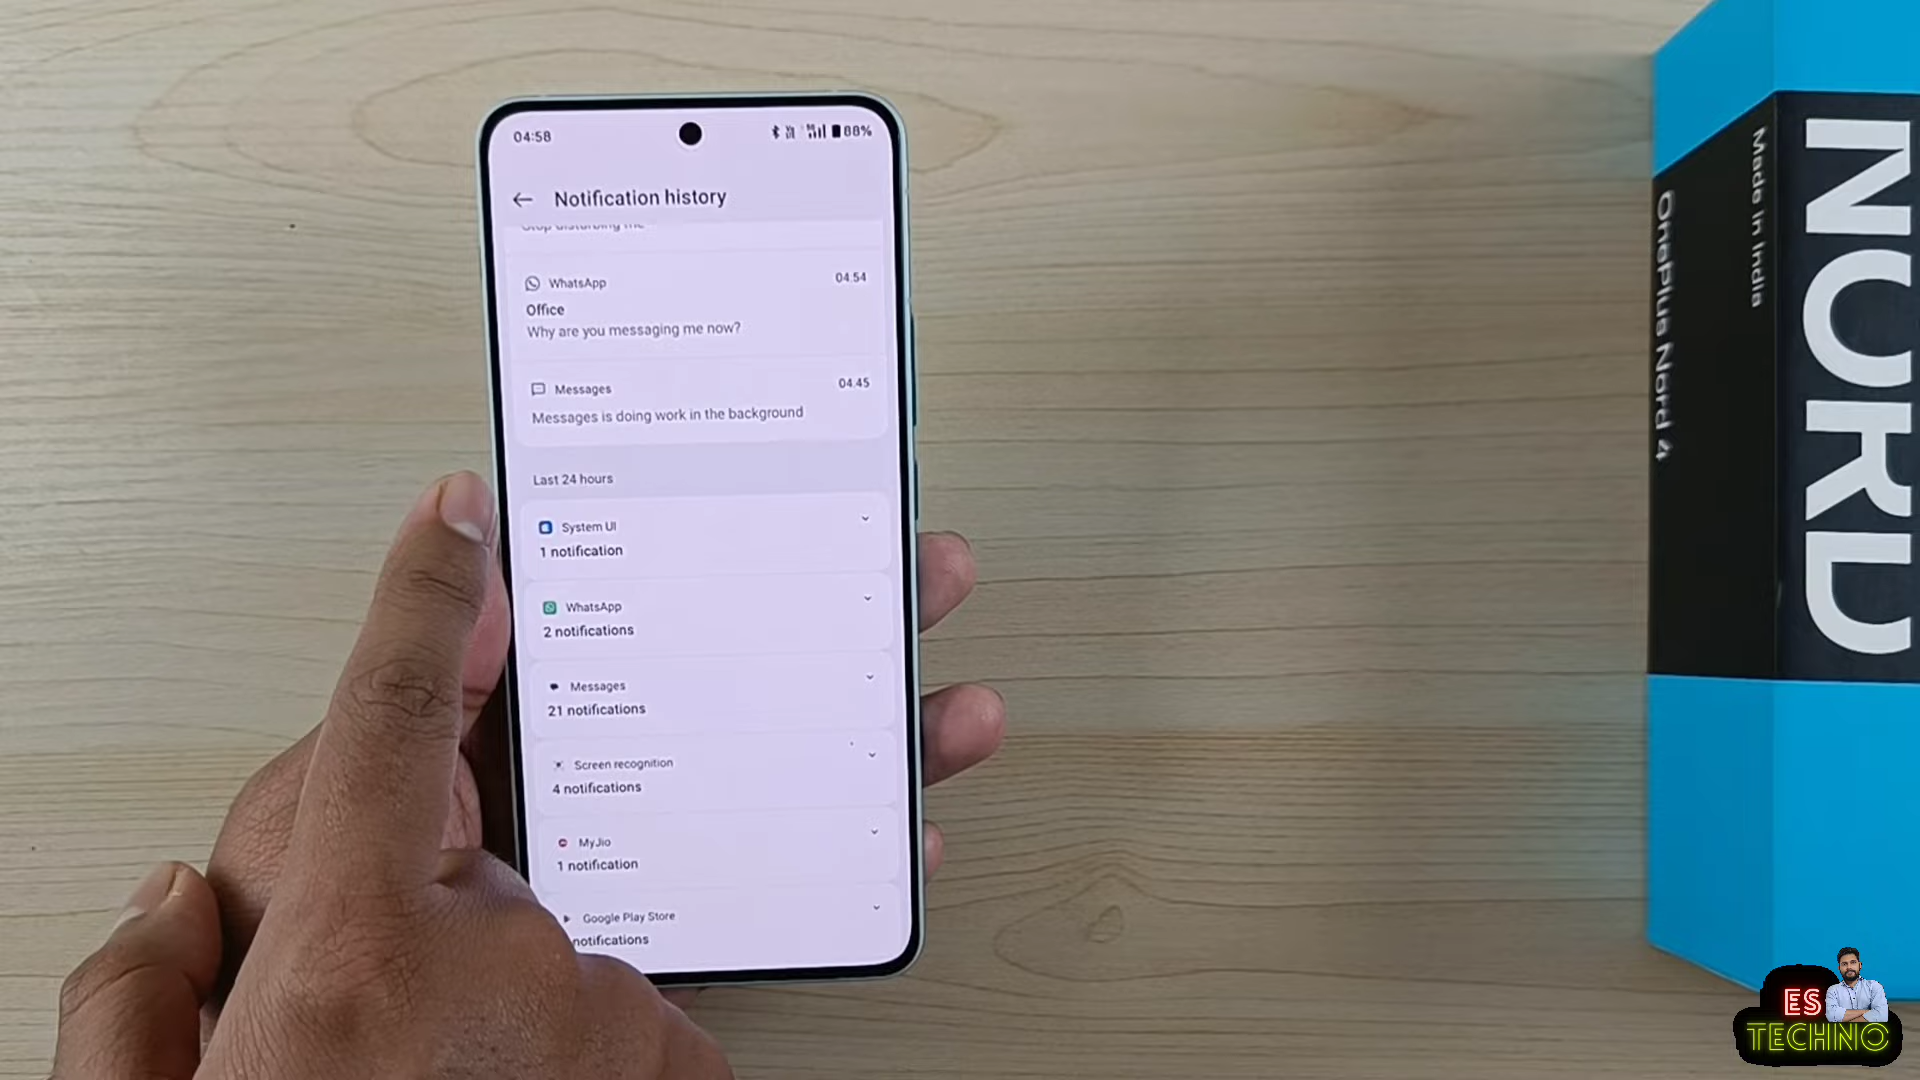 04:58
88%
Notification history
Stop disturbing me
WhatsApp
04:54
Office
Why are you messaging me now?
Messages
04:45
Messages is doing work in the background
Last 24 hours
System UI
1 notification
WhatsApp
2 notifications
Messages
21 notifications
Screen recognition
4 notifications
MyJio
1 notification
Google Play Store
notifications
OnePlus Nord 4
Made in India
NORD
ES
TECHNO